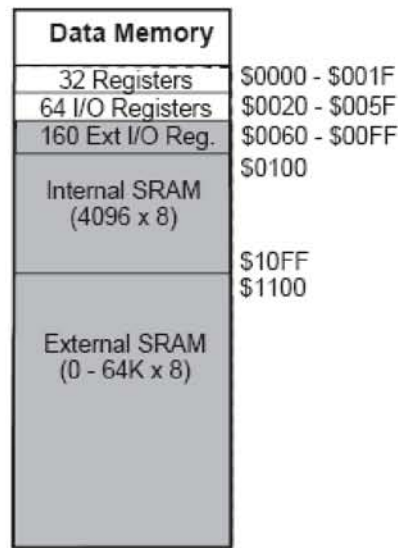 Data Memory
32 Registers $0000 - $001F
64 I/O Registers $0020 - $005F
160 Ext I/O Reg. $0060 - $00FF
$0100
Internal SRAM
(4096 x 8)
$10FF
$1100
External SRAM
(0 - 64K x 8)